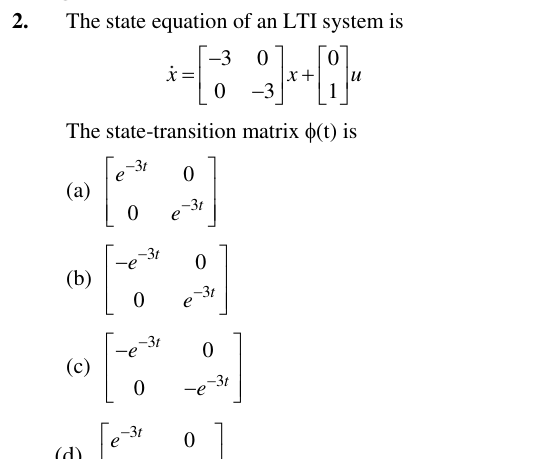 2. The state equation of an LTI system is
ẋ = [−3 0; 0 −3] x + [0; 1] u
The state-transition matrix ϕ(t) is
(a) [e^−3t 0; 0 e^−3t]
(b) [−e^−3t 0; 0 e^−3t]
(c) [−e^−3t 0; 0 −e^−3t]
(d) [e^−3t 0